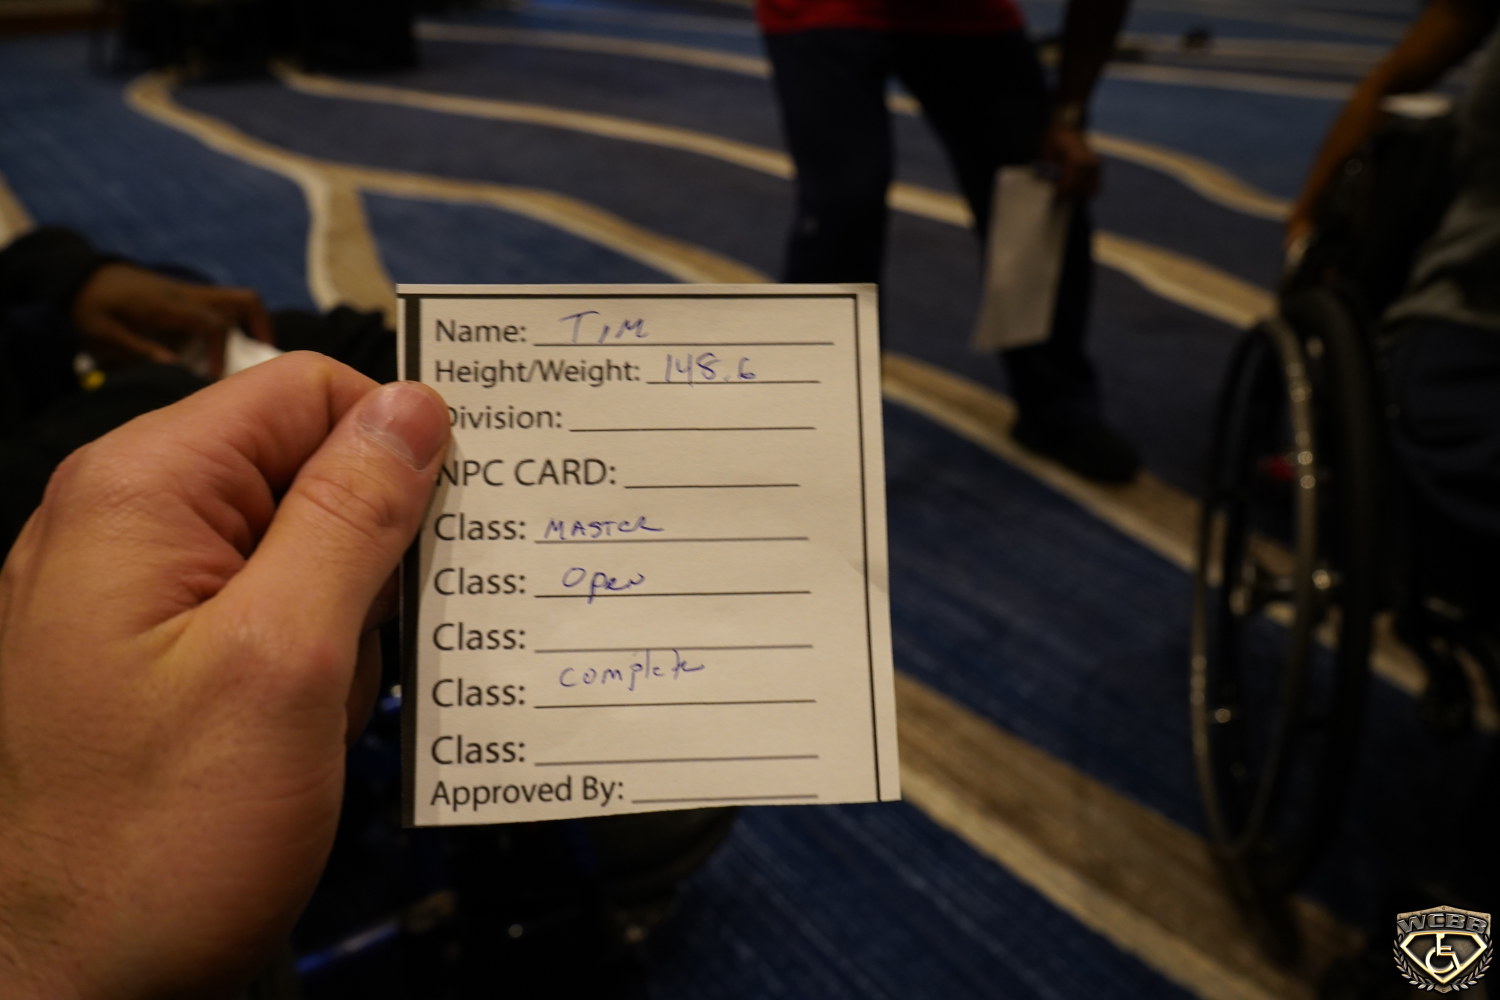 Name: TIM
Height/Weight: 148.6
Division:
NPC CARD:
Class: MASTER
Class: Open
Class:
complete
Class:
Class:
Approved By:
WCBB